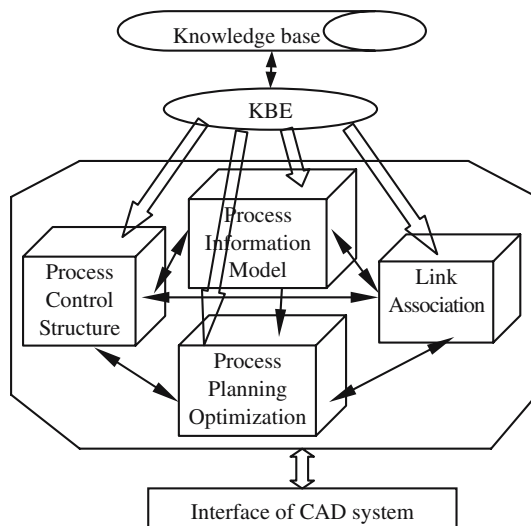 Knowledge base
KBE
Process
Information
Model
Process
Control
Structure
Link
Association
Process
Planning
Optimization
Interface of CAD system